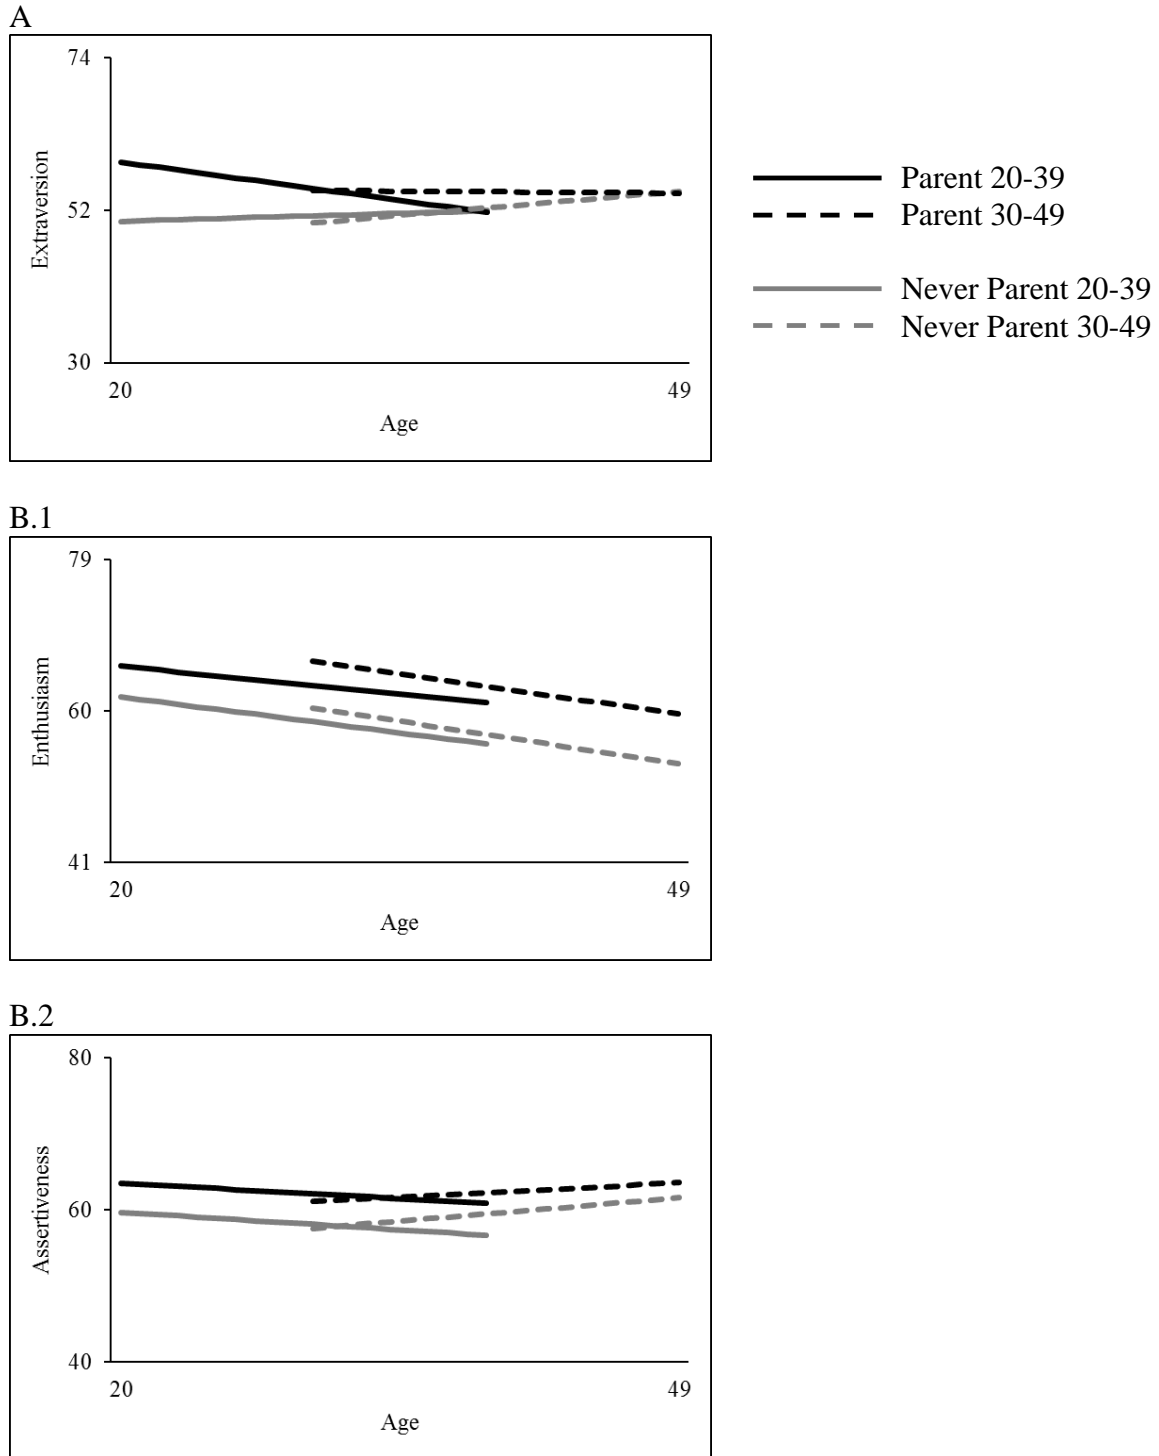 A
74
52
30
Extraversion
20 49
Age
Parent 20-39
Parent 30-49
Never Parent 20-39
Never Parent 30-49
B.1
79
60
41
Enthusiasm
20 49
Age
B.2
80
60
40
Assertiveness
20 49
Age